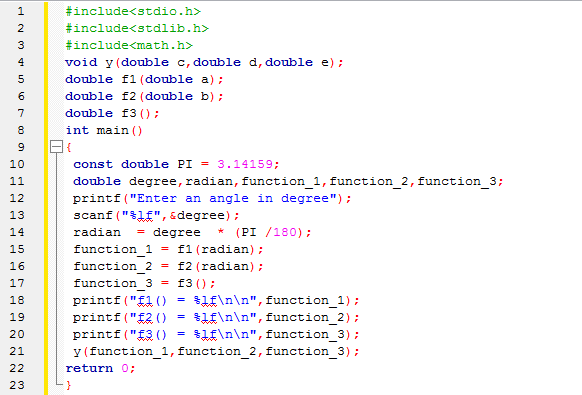 1 #include<stdio.h>
2 #include<stdlib.h>
3 #include<math.h>
4 void y(double c,double d,double e);
5 double f1(double a);
6 double f2(double b);
7 double f3();
8 int main()
9 {
10 const double PI = 3.14159;
11 double degree,radian,function_1,function_2,function_3;
12 printf("Enter an angle in degree");
13 scanf("%lf",&degree);
14 radian = degree * (PI /180);
15 function_1 = f1(radian);
16 function_2 = f2(radian);
17 function_3 = f3();
18 printf("f1() = %lf\n\n",function_1);
19 printf("f2() = %lf\n\n",function_2);
20 printf("f3() = %lf\n\n",function_3);
21 y(function_1,function_2,function_3);
22 return 0;
23 }